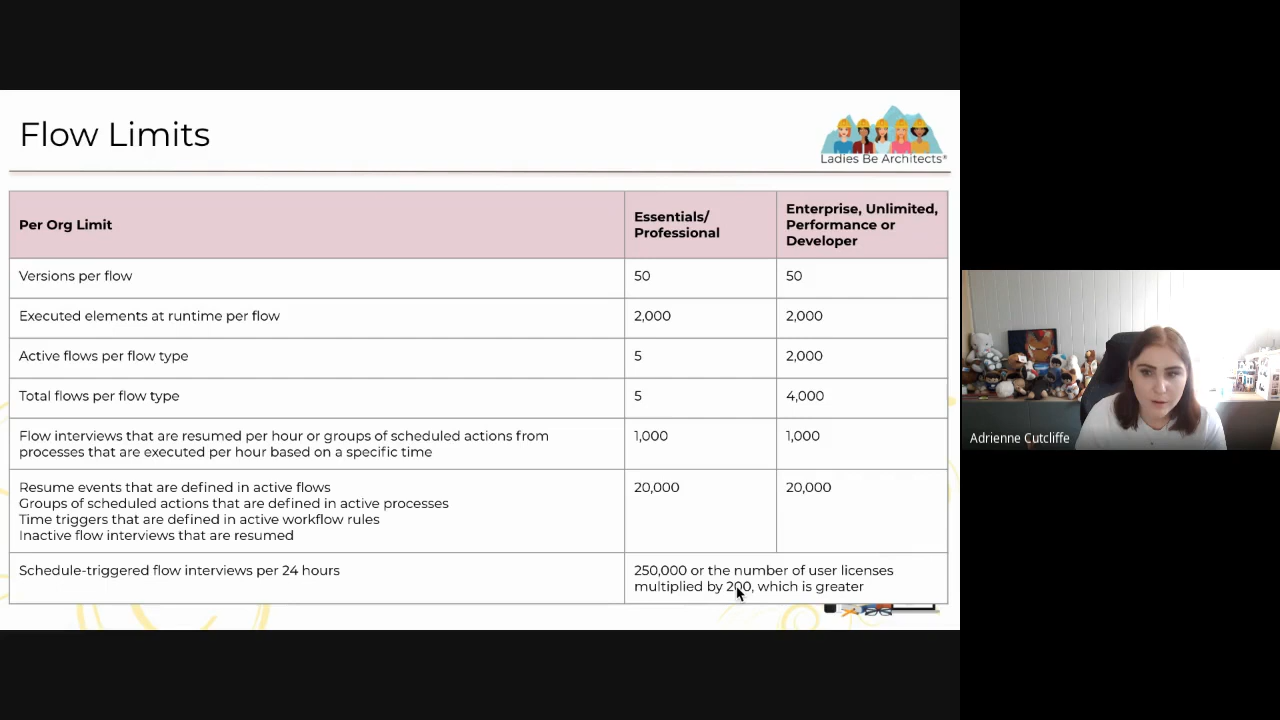 Flow Limits
Ladies Be Architects®
Per Org Limit
Essentials/
Professional
Enterprise, Unlimited,
Performance or
Developer
Versions per flow
50
50
Executed elements at runtime per flow
2,000
2,000
Active flows per flow type
5
2,000
Total flows per flow type
5
4,000
Flow interviews that are resumed per hour or groups of scheduled actions from
processes that are executed per hour based on a specific time
1,000
1,000
Resume events that are defined in active flows
Groups of scheduled actions that are defined in active processes
Time triggers that are defined in active workflow rules
Inactive flow interviews that are resumed
20,000
20,000
Schedule-triggered flow interviews per 24 hours
250,000 or the number of user licenses
multiplied by 200, which is greater
Adrienne Cutcliffe